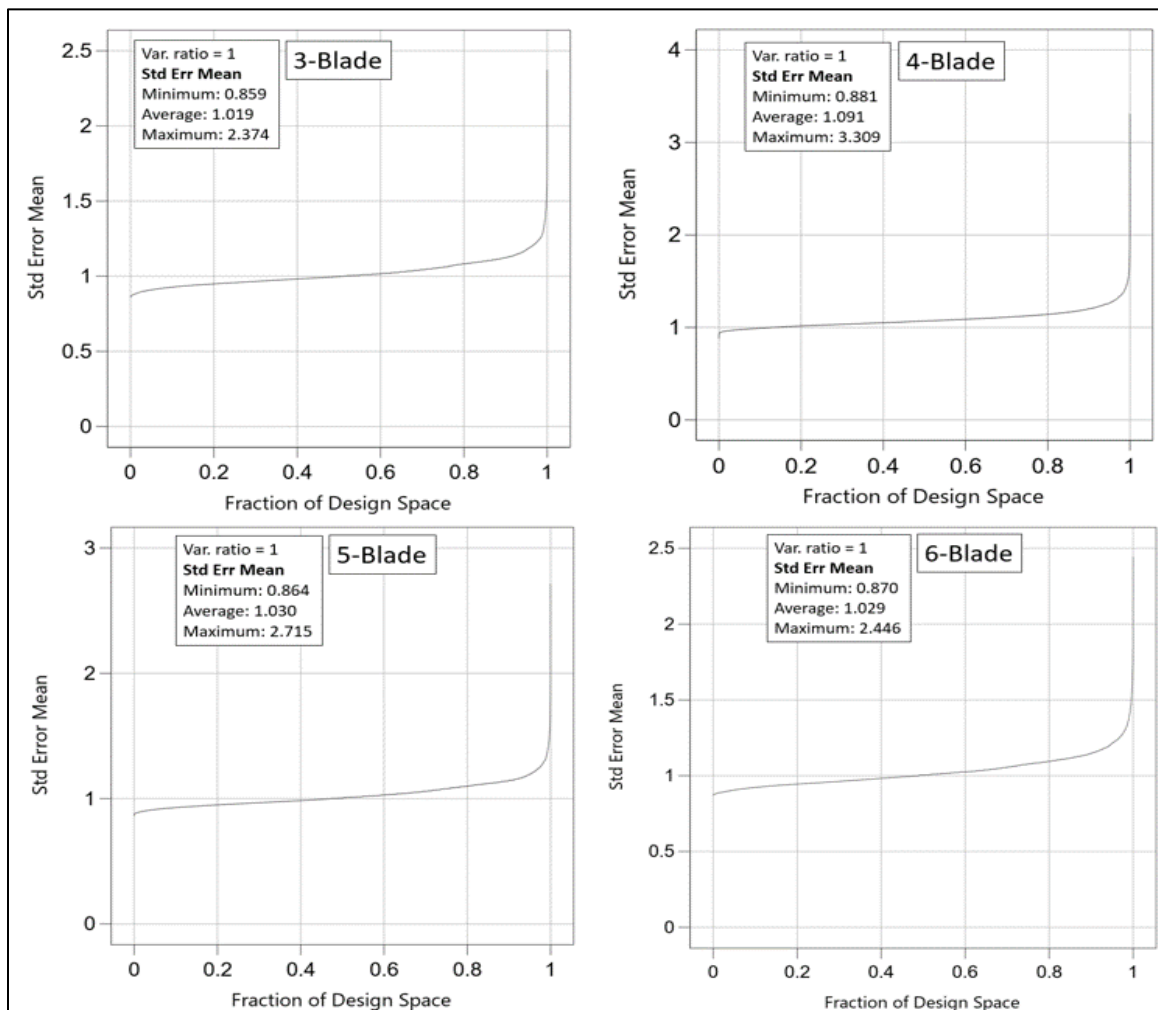 Var. ratio = 1
Std Err Mean
Minimum: 0.859
Average: 1.019
Maximum: 2.374
3-Blade
2.5
2
1.5
1
0.5
0
Std Error Mean
0 0.2 0.4 0.6 0.8 1
Fraction of Design Space
Var. ratio = 1
Std Err Mean
Minimum: 0.881
Average: 1.091
Maximum: 3.309
4-Blade
4
3
2
1
0
Std Error Mean
0 0.2 0.4 0.6 0.8 1
Fraction of Design Space
Var. ratio = 1
Std Err Mean
Minimum: 0.864
Average: 1.030
Maximum: 2.715
5-Blade
3
2
1
0
Std Error Mean
0 0.2 0.4 0.6 0.8 1
Fraction of Design Space
Var. ratio = 1
Std Err Mean
Minimum: 0.870
Average: 1.029
Maximum: 2.446
6-Blade
2.5
2
1.5
1
0.5
0
Std Error Mean
0 0.2 0.4 0.6 0.8 1
Fraction of Design Space